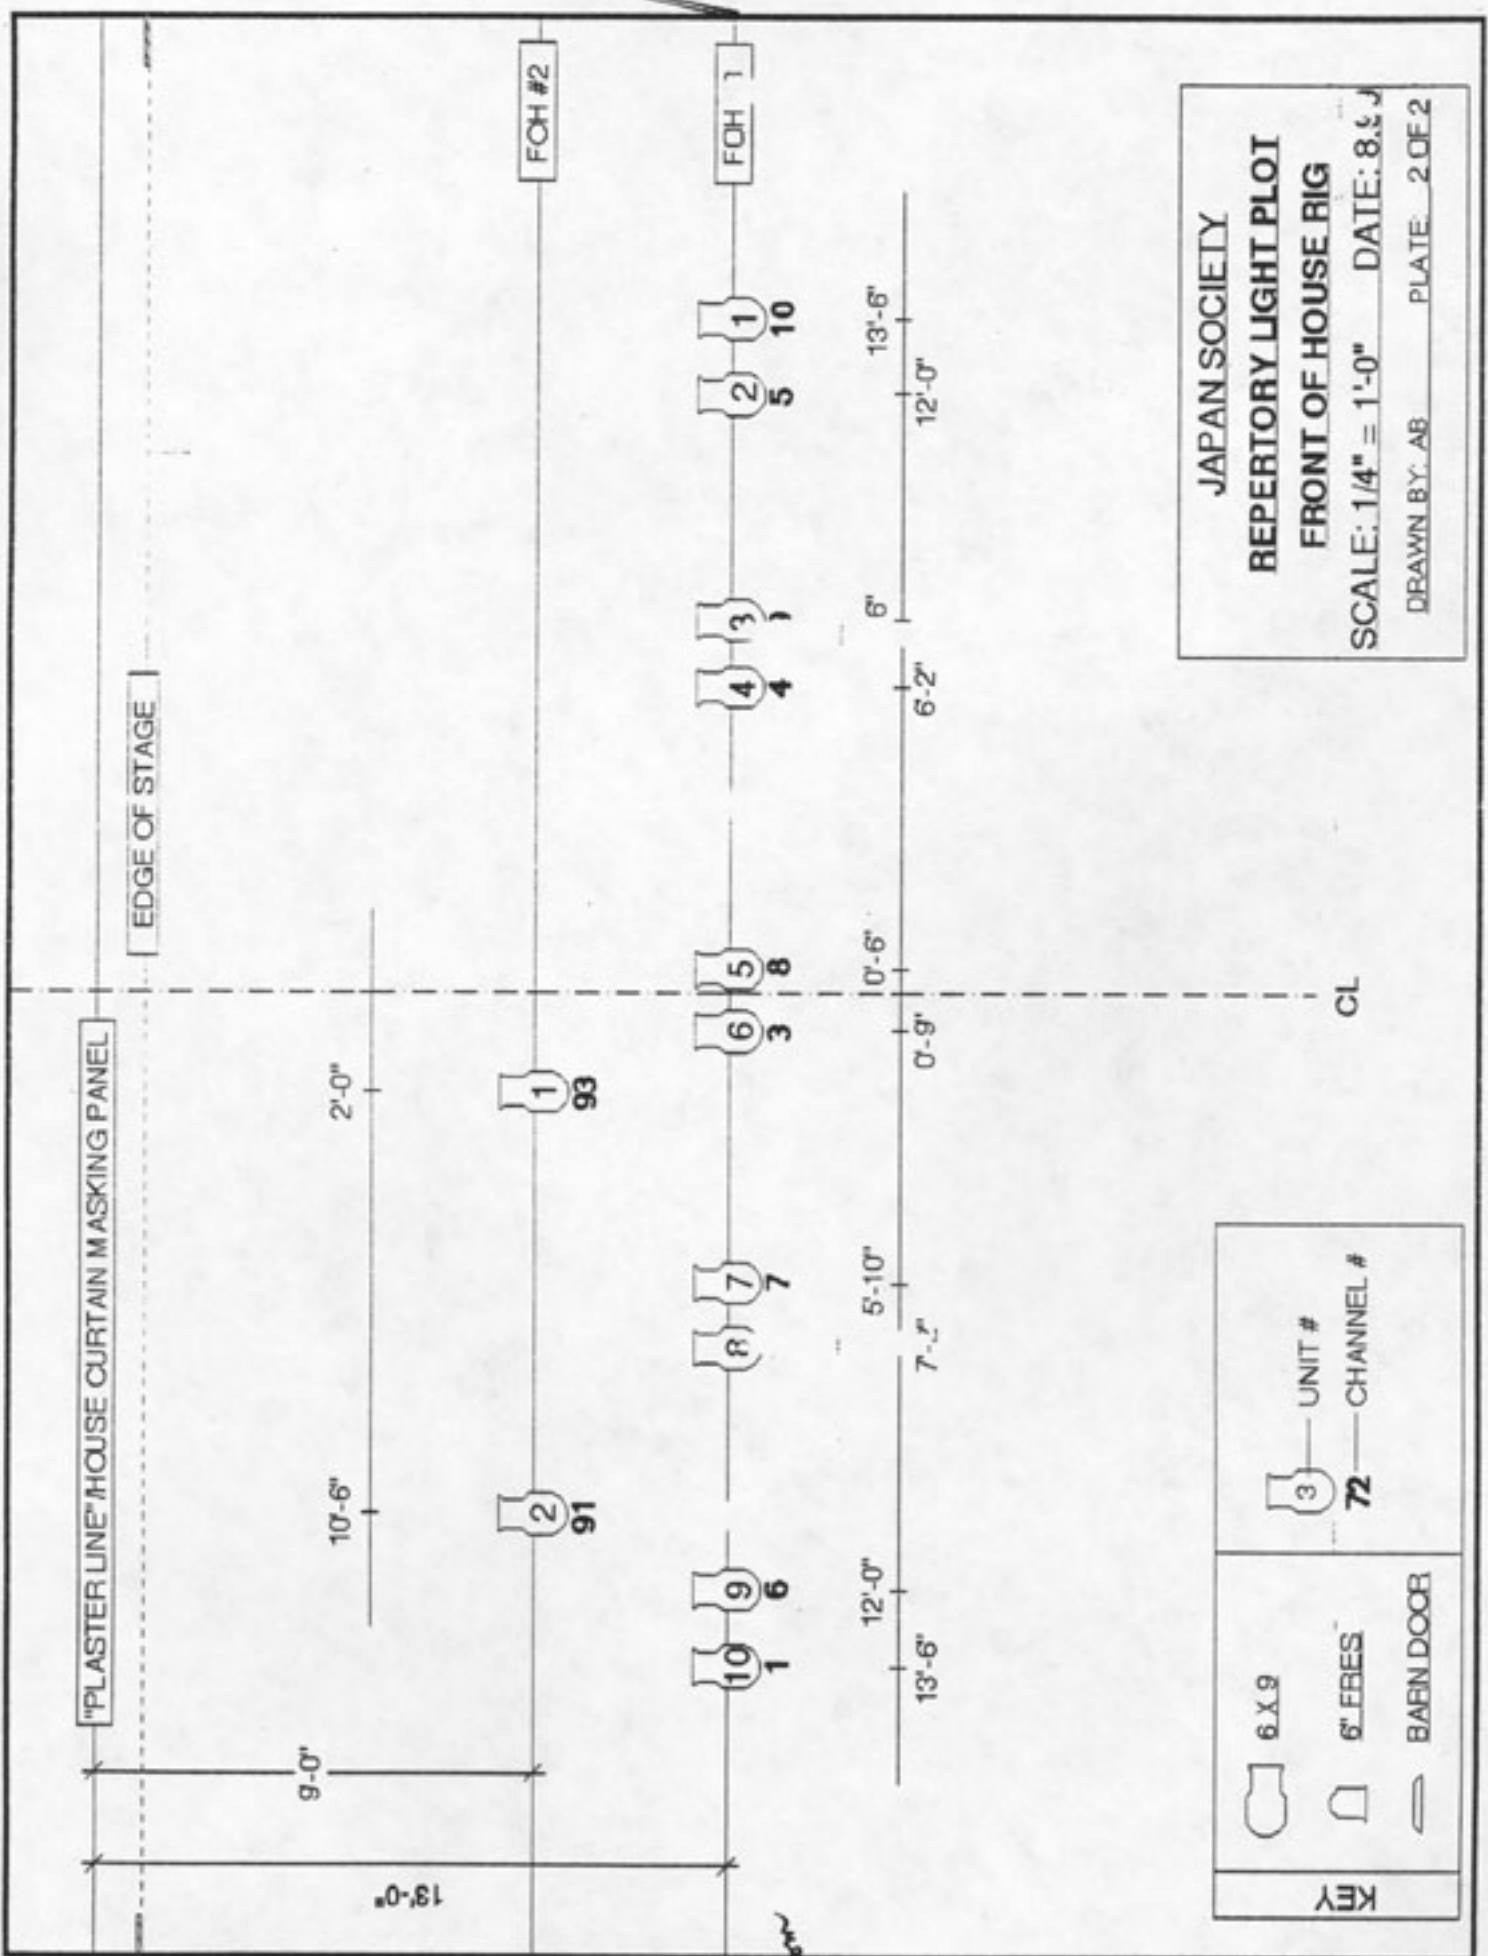 "PLASTER LINE"/HOUSE CURTAIN MASKING PANEL
EDGE OF STAGE
FOH #2
FOH 1
9'-0"
13'-0"
10'-6"
2'-0"
2
91
1
93
10
1
9
6
8
7
7
6
3
5
8
4
4
3
2
5
1
10
13'-6"
12'-0"
5'-10"
0'-9"
0'-6"
6'-2"
6"
12'-0"
13'-6"
CL
KEY
6 X 9
6" FRES
BARN DOOR
3
UNIT #
72
CHANNEL #
JAPAN SOCIETY
REPERTORY LIGHT PLOT
FRONT OF HOUSE RIG
SCALE: 1/4" = 1'-0" DATE:
DRAWN BY: AB PLATE: 2 OF 2